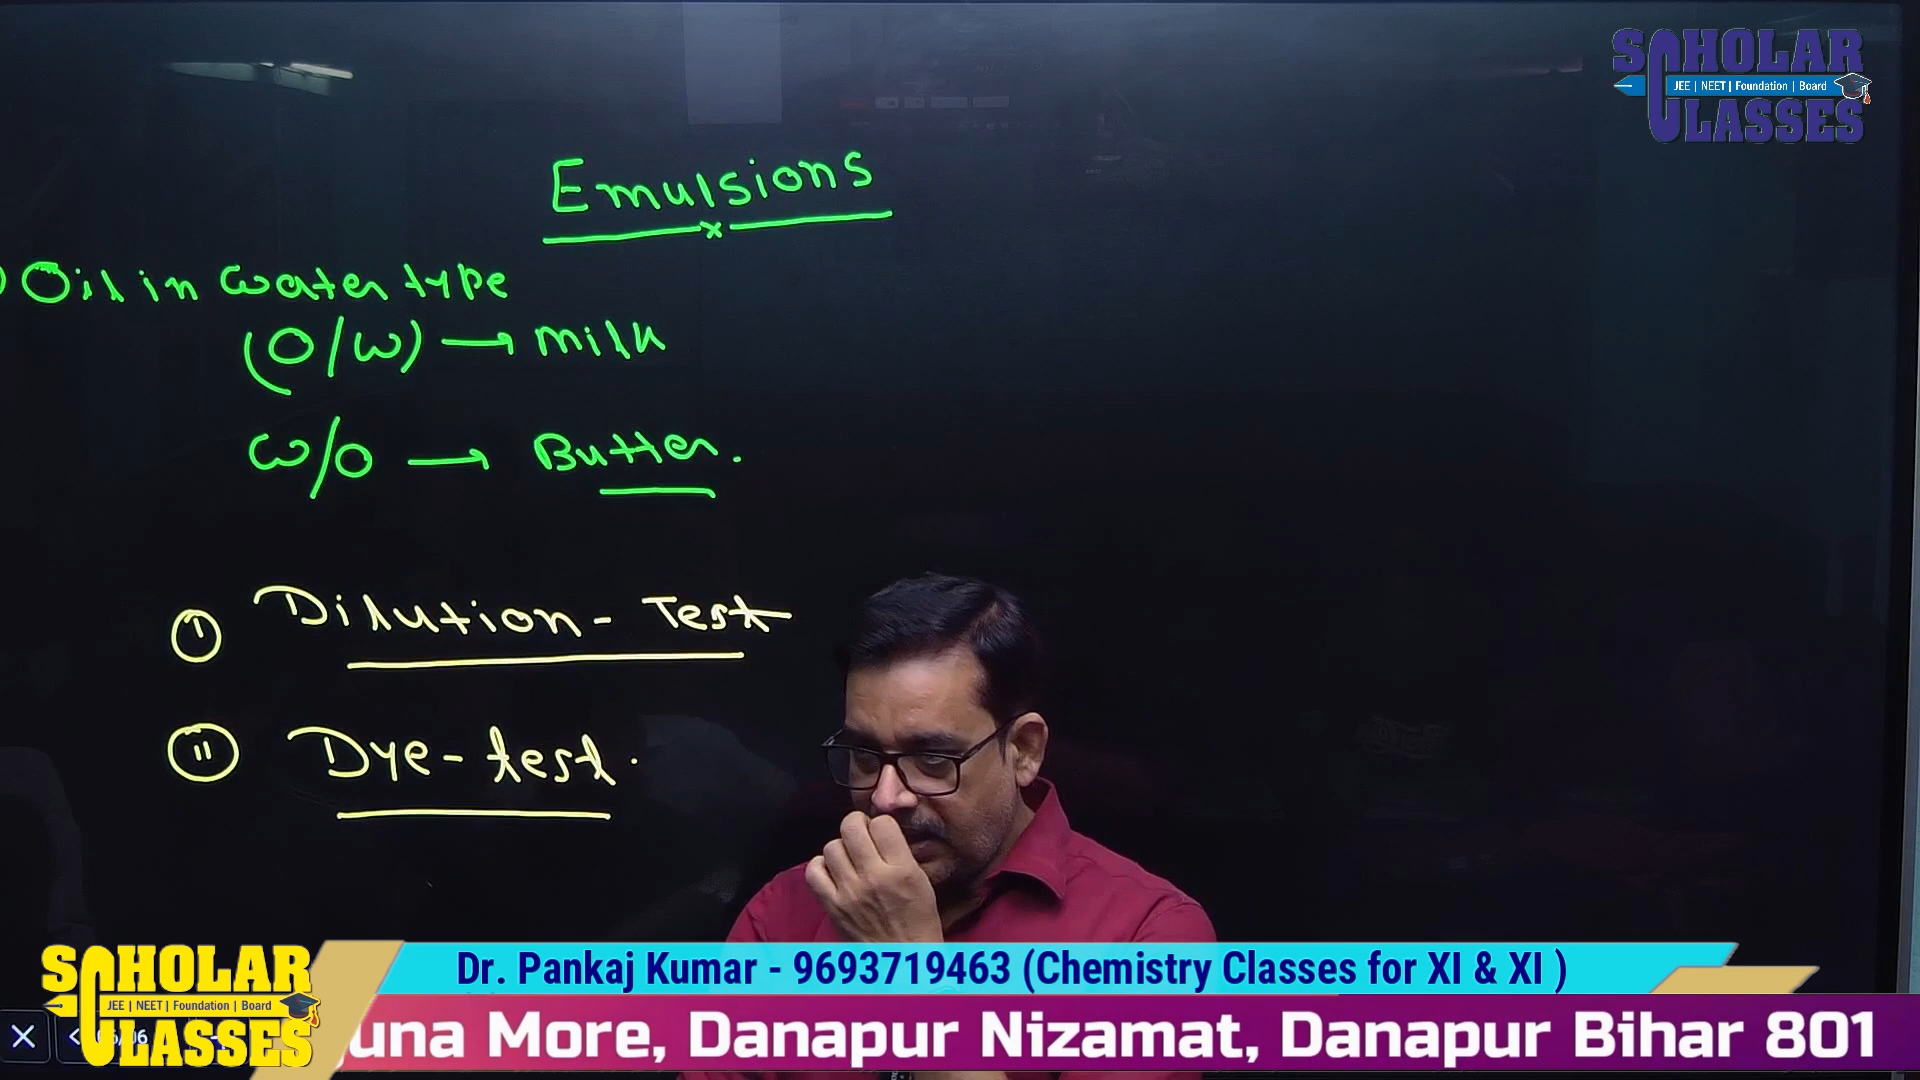 SCHOLAR
JEE | NEET | Foundation | Board
CLASSES
Emulsions
x
Oil in water type
(O/W) → milk
W/O → Butter.
I Dilution - Test
II Dye - test.
SCHOLAR
JEE | NEET | Foundation | Board
CLASSES
Dr. Pankaj Kumar - 9693719463 (Chemistry Classes for XI & XI )
una More, Danapur Nizamat, Danapur Bihar 801